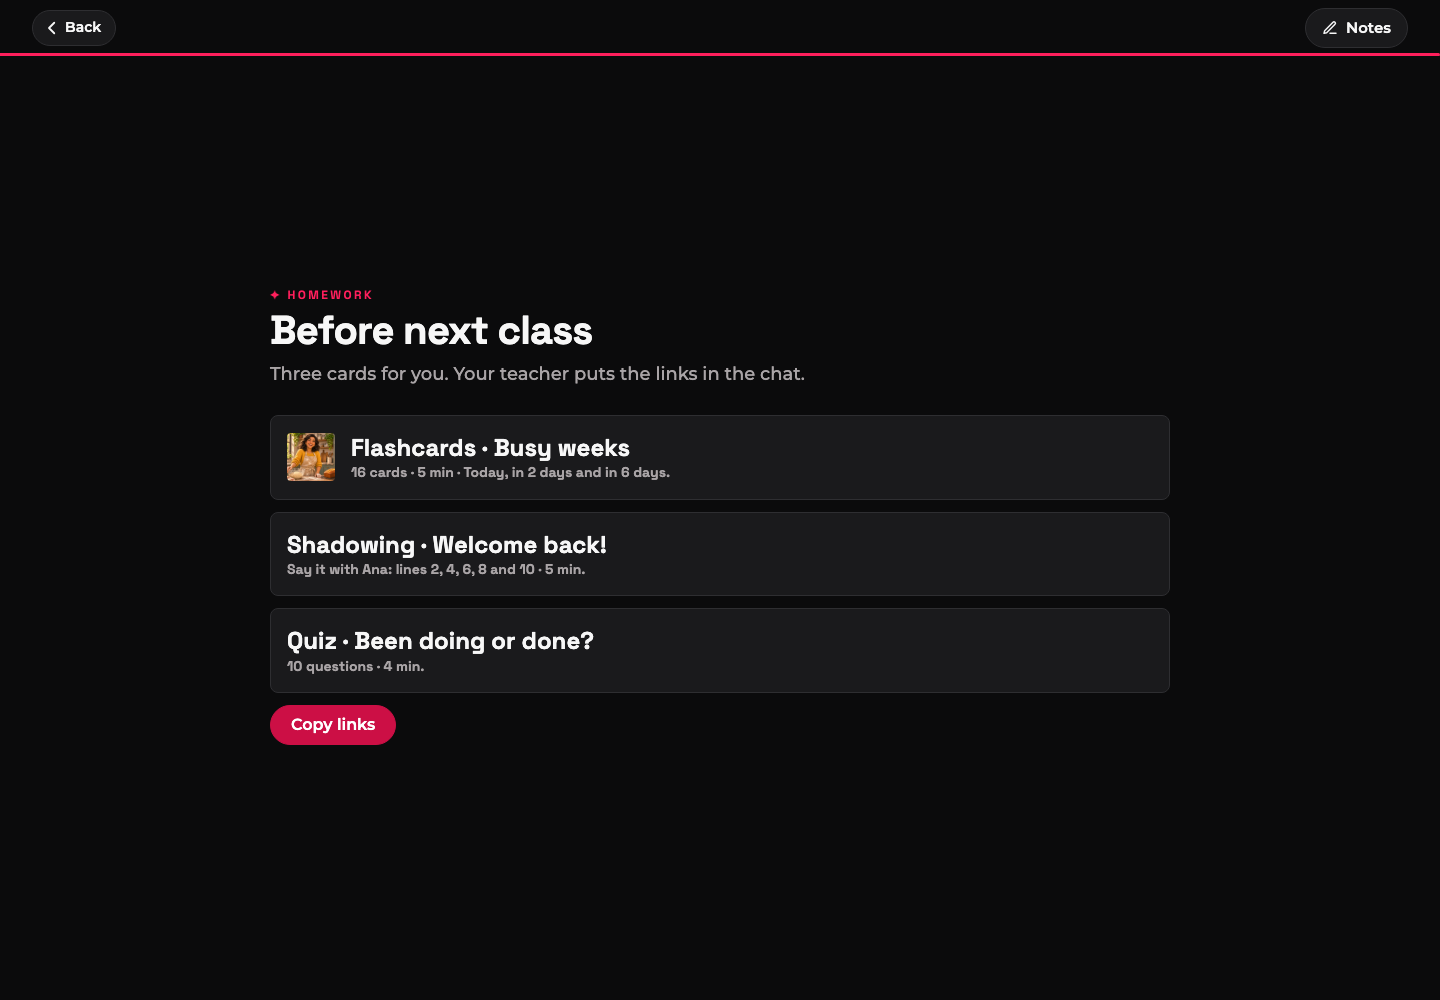 Back
Notes
✦ HOMEWORK
Before next class
Three cards for you. Your teacher puts the links in the chat.
Flashcards · Busy weeks
16 cards · 5 min · Today, in 2 days and in 6 days.
Shadowing · Welcome back!
Say it with Ana: lines 2, 4, 6, 8 and 10 · 5 min.
Quiz · Been doing or done?
10 questions · 4 min.
Copy links